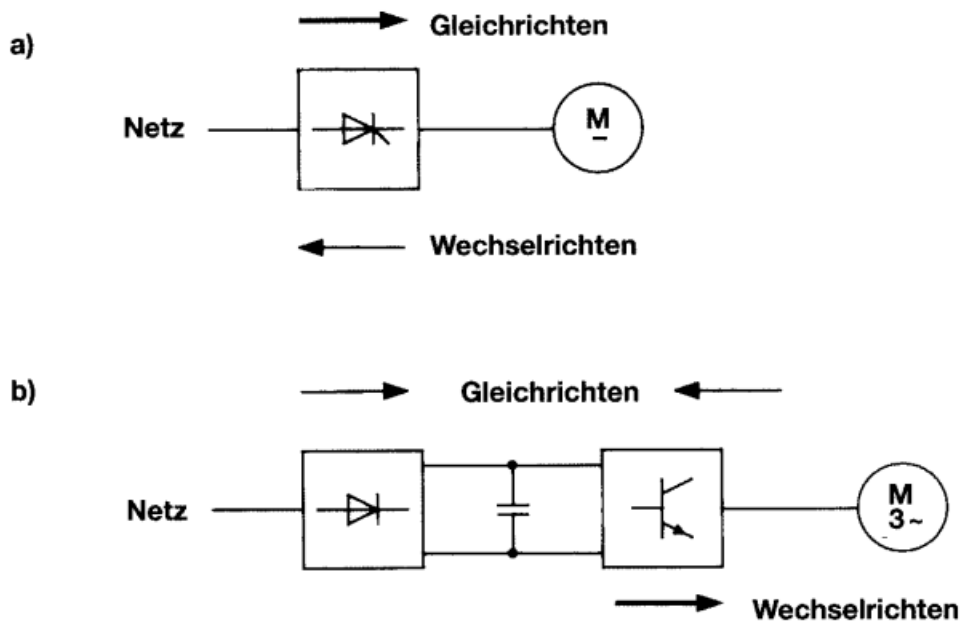 a)
Gleichrichten
Netz
M
–
Wechselrichten
b)
Gleichrichten
Netz
M
3~
Wechselrichten